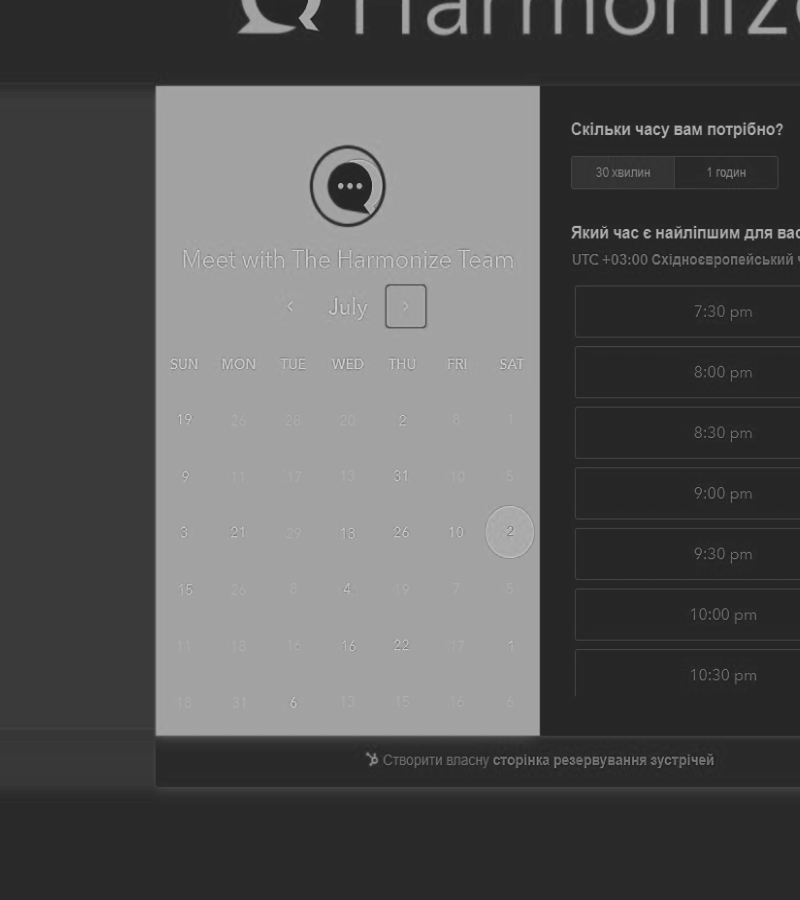 Harmonize
Meet with The Harmonize Team
July
SUN MON TUE WED THU FRI SAT
19 26 28 20 2 8 1
9 11 17 13 31 10 5
3 21 29 13 26 10 2
15 26 8 4 19 7 5
11 18 16 16 22 17 1
18 31 6 13 15 16 6
Скільки часу вам потрібно?
30 хвилин 1 годин
Який час є найліпшим для вас
UTC +03:00 Східноєвропейський ч
7:30 pm
8:00 pm
8:30 pm
9:00 pm
9:30 pm
10:00 pm
10:30 pm
Створити власну сторінка резервування зустрічей